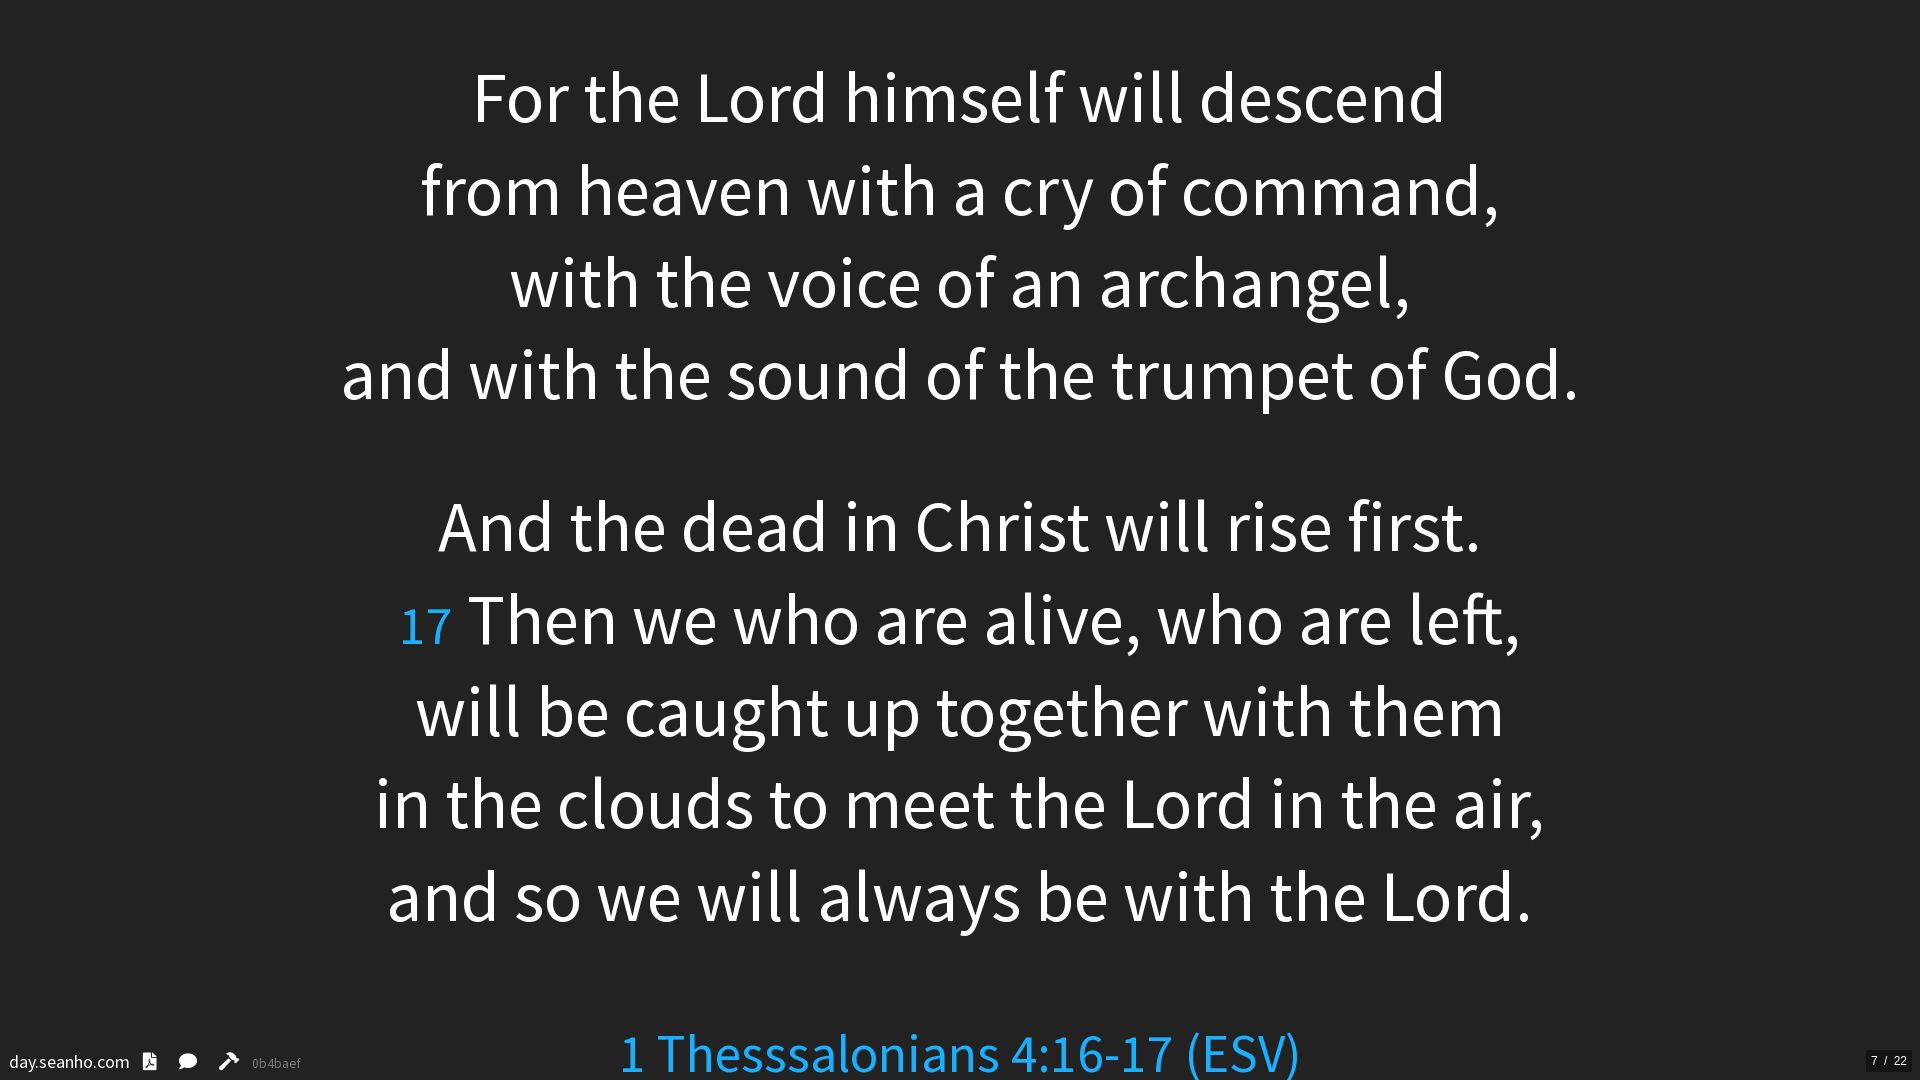 For the Lord himself will descend
from heaven with a cry of command,
with the voice of an archangel,
and with the sound of the trumpet of God.
And the dead in Christ will rise first.
17 Then we who are alive, who are left,
will be caught up together with them
in the clouds to meet the Lord in the air,
and so we will always be with the Lord.
1 Thesssalonians 4:16-17 (ESV)
day.seanho.com 0b4baef
7 / 22